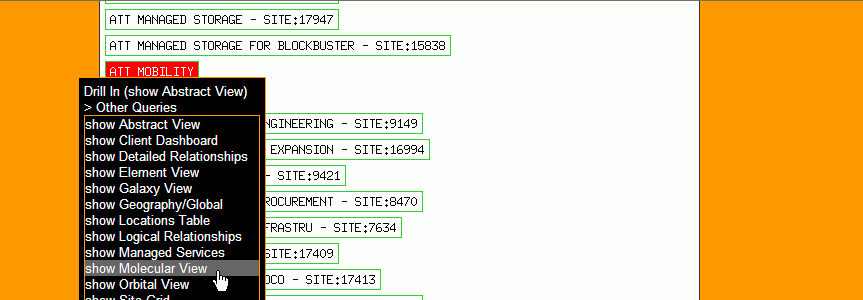 ATT MANAGED STORAGE - SITE:17947
ATT MANAGED STORAGE FOR BLOCKBUSTER - SITE:15838
ATT MOBILITY
Drill In (show Abstract View)
> Other Queries
show Abstract View
NGINEERING - SITE:9149
show Client Dashboard
show Detailed Relationships
EXPANSION - SITE:16994
show Element View
- SITE:9421
show Galaxy View
show Geography/Global
ROCUREMENT - SITE:8470
show Locations Table
FRASTRU - SITE:7634
show Logical Relationships
show Managed Services
SITE:17409
show Molecular View
show Orbital View
OCO - SITE:17413
show Site Grid